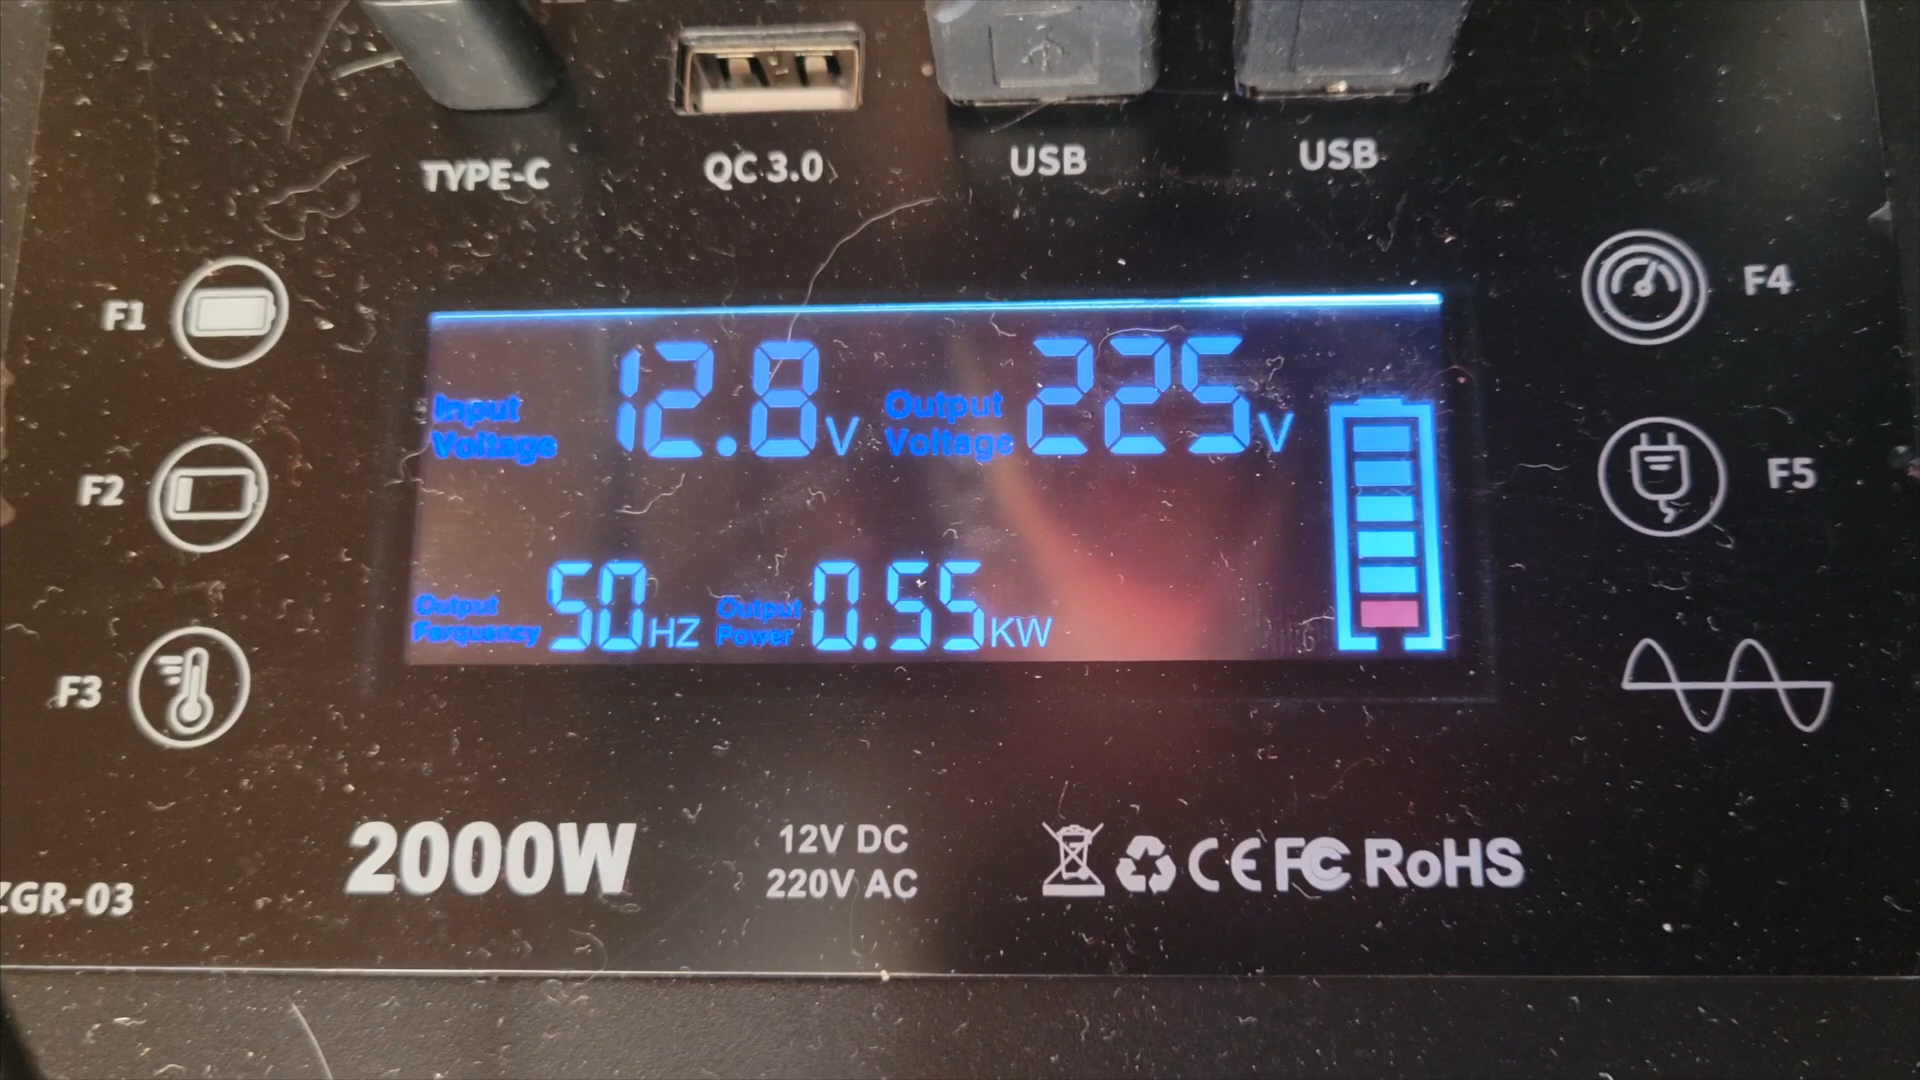 TYPE-C
QC 3.0
USB
USB
F1
F2
F3
F4
F5
Input
Voltage
12.8V
Output
Voltage
225V
Output
Ferquency
50HZ
Output
Power
0.55KW
2000W
12V DC
220V AC
CE FC RoHS
ZGR-03